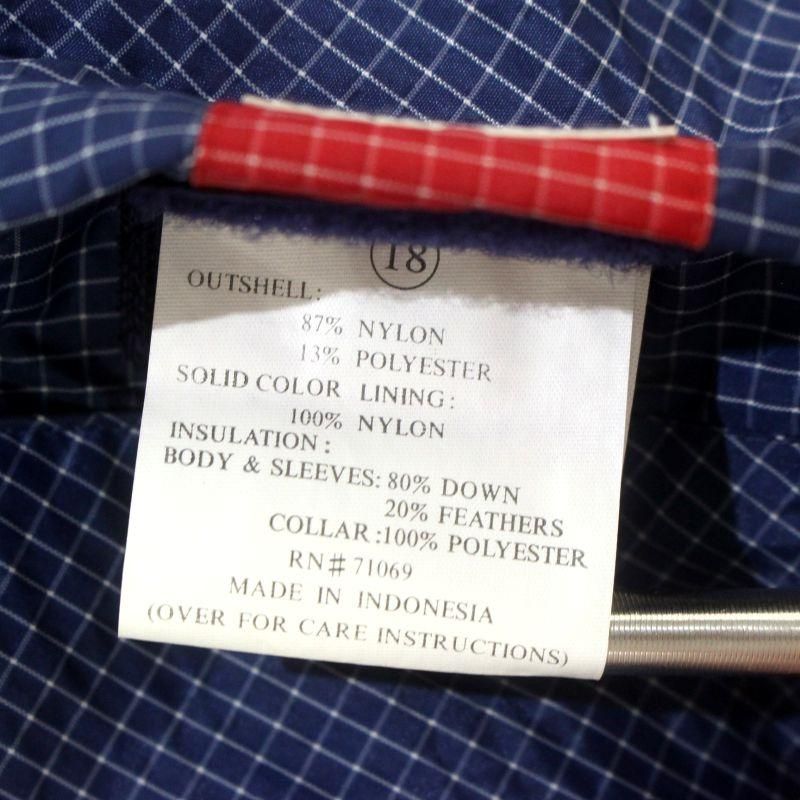 18
OUTSHELL:
87% NYLON
13% POLYESTER
SOLID COLOR LINING:
100% NYLON
INSULATION:
BODY & SLEEVES: 80% DOWN
20% FEATHERS
COLLAR:100% POLYESTER
RN# 71069
MADE IN INDONESIA
(OVER FOR CARE INSTRUCTIONS)